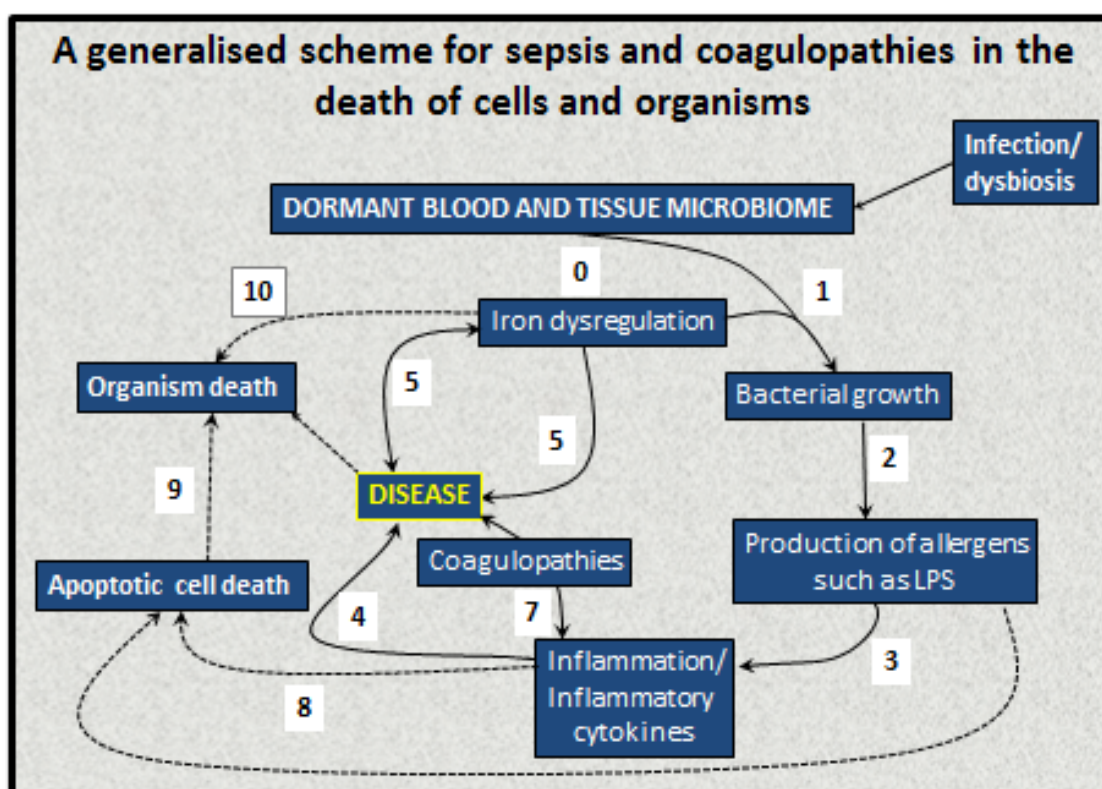 A generalised scheme for sepsis and coagulopathies in the
death of cells and organisms
Infection/
dysbiosis
DORMANT BLOOD AND TISSUE MICROBIOME
0
10
1
Iron dysregulation
Organism death
5
Bacterial growth
5
2
9
DISEASE
Production of allergens
such as LPS
Coagulopathies
Apoptotic cell death
4
7
3
Inflammation/
Inflammatory
cytokines
8